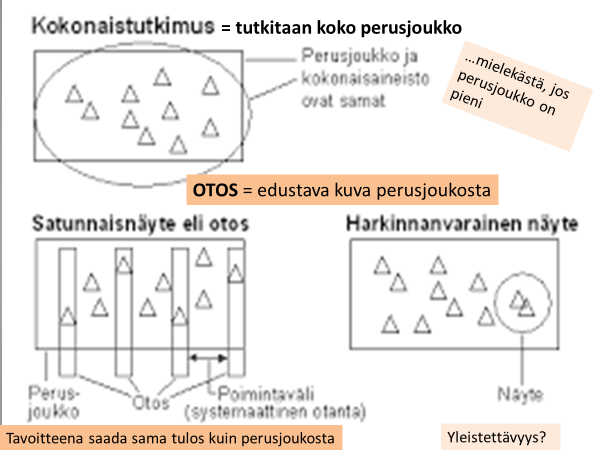 Kokonaistutkimus = tutkitaan koko perusjoukko
Perusjoukko ja
kokonaisaineisto
ovat samat
...mielekästä, jos
perusjoukko on
pieni
OTOS = edustava kuva perusjoukosta
Satunnaisnäyte eli otos
Harkinnanvarainen näyte
Perus-
joukko
Otos
Poimintaväli
(systemaattinen otanta)
Näyte
Tavoitteena saada sama tulos kuin perusjoukosta
Yleistettävyys?